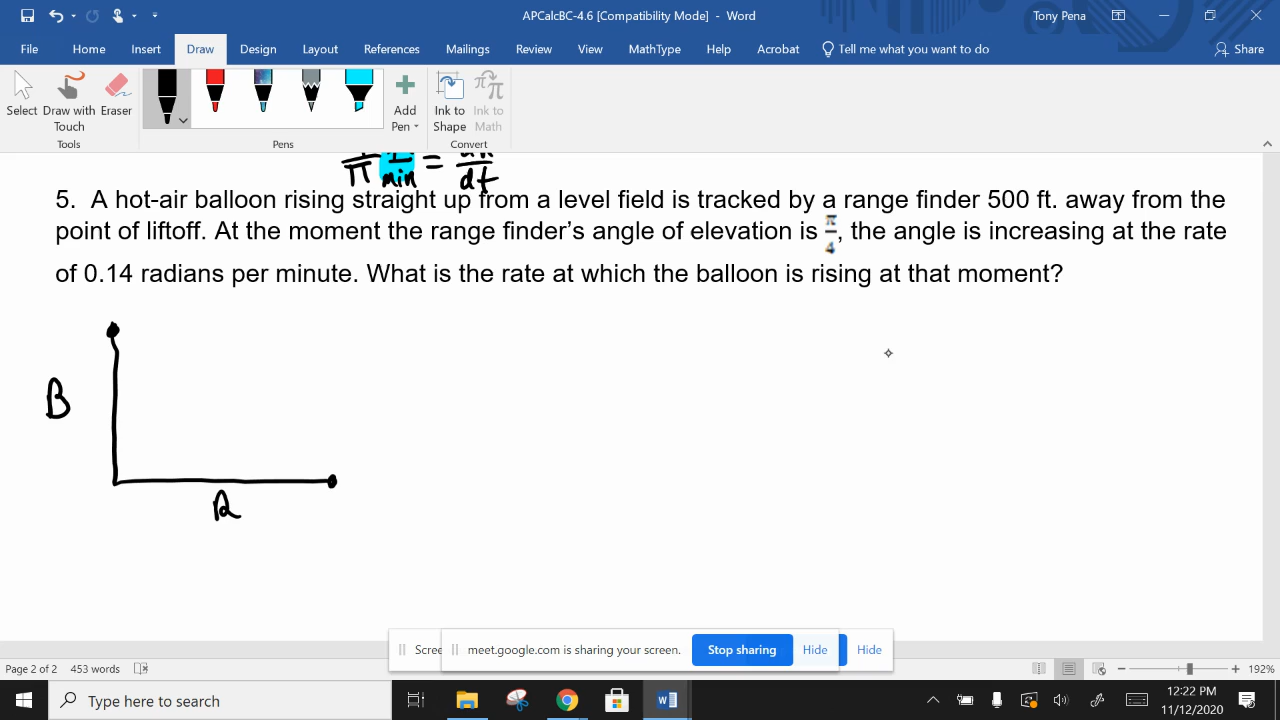 APCalcBC-4.6 [Compatibility Mode] - Word
Tony Pena
File Home Insert Draw Design Layout References Mailings Review View MathType Help Acrobat Tell me what you want to do Share
Select Draw with Touch Eraser Add Pen Ink to Shape Ink to Math
Tools Pens Convert
π min = dt
5. A hot-air balloon rising straight up from a level field is tracked by a range finder 500 ft. away from the
point of liftoff. At the moment the range finder’s angle of elevation is π/4, the angle is increasing at the rate
of 0.14 radians per minute. What is the rate at which the balloon is rising at that moment?
B
R
Scree meet.google.com is sharing your screen. Stop sharing Hide Hide
Page 2 of 2 453 words 192%
Type here to search
12:22 PM
11/12/2020